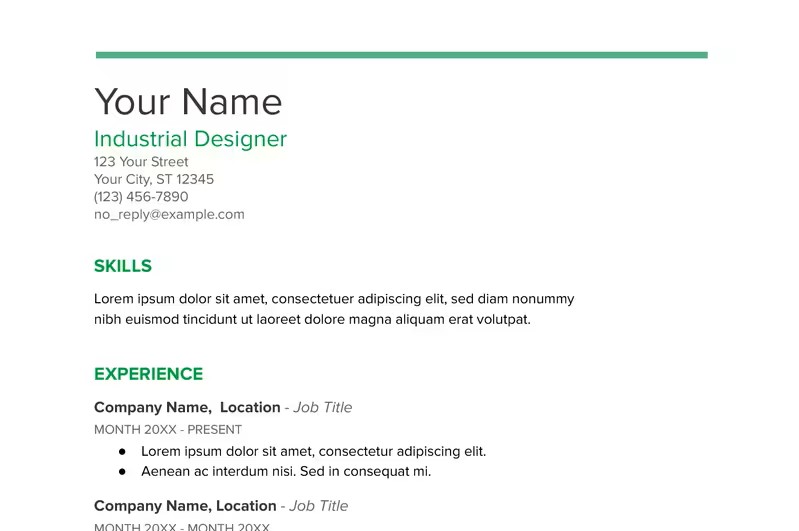 Your Name
Industrial Designer
123 Your Street
Your City, ST 12345
(123) 456-7890
no_reply@example.com
SKILLS
Lorem ipsum dolor sit amet, consectetuer adipiscing elit, sed diam nonummy
nibh euismod tincidunt ut laoreet dolore magna aliquam erat volutpat.
EXPERIENCE
Company Name,  Location - Job Title
MONTH 20XX - PRESENT
● Lorem ipsum dolor sit amet, consectetur adipiscing elit.
● Aenean ac interdum nisi. Sed in consequat mi.
Company Name, Location - Job Title
MONTH 20XX - MONTH 20XX